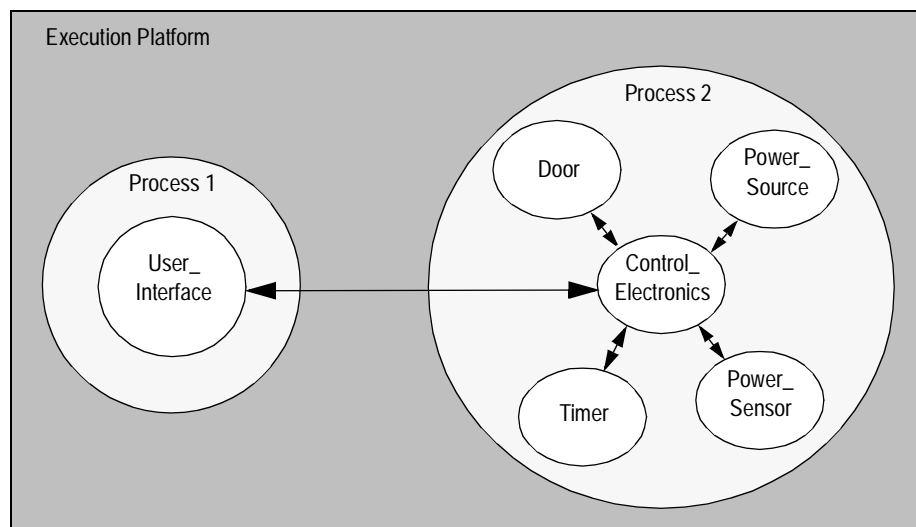 Execution Platform
Process 2
Door
Power_
Source
Process 1
User_
Interface
Control_
Electronics
Timer
Power_
Sensor